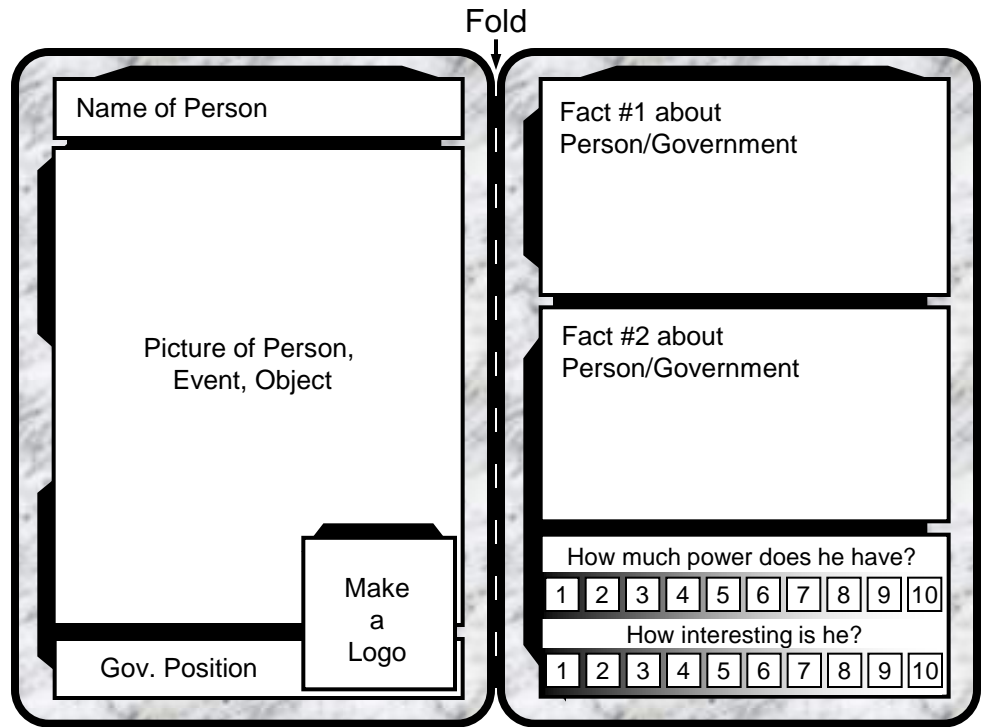 Fold
Name of Person
Picture of Person,
Event, Object
Make
a
Logo
Gov. Position
Fact #1 about
Person/Government
Fact #2 about
Person/Government
How much power does he have?
1 2 3 4 5 6 7 8 9 10
How interesting is he?
1 2 3 4 5 6 7 8 9 10